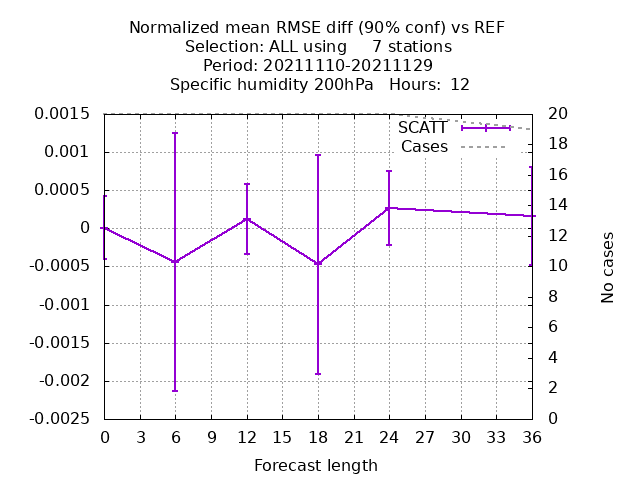 Normalized mean RMSE diff (90% conf) vs REF
Selection: ALL using     7 stations
Period: 20211110-20211129
Specific humidity 200hPa   Hours:  12
0.0015
0.001
0.0005
0
-0.0005
-0.001
-0.0015
-0.002
-0.0025
SCATT
Cases
20
18
16
14
12
10
8
6
4
2
0
No cases
0 3 6 9 12 15 18 21 24 27 30 33 36
Forecast length